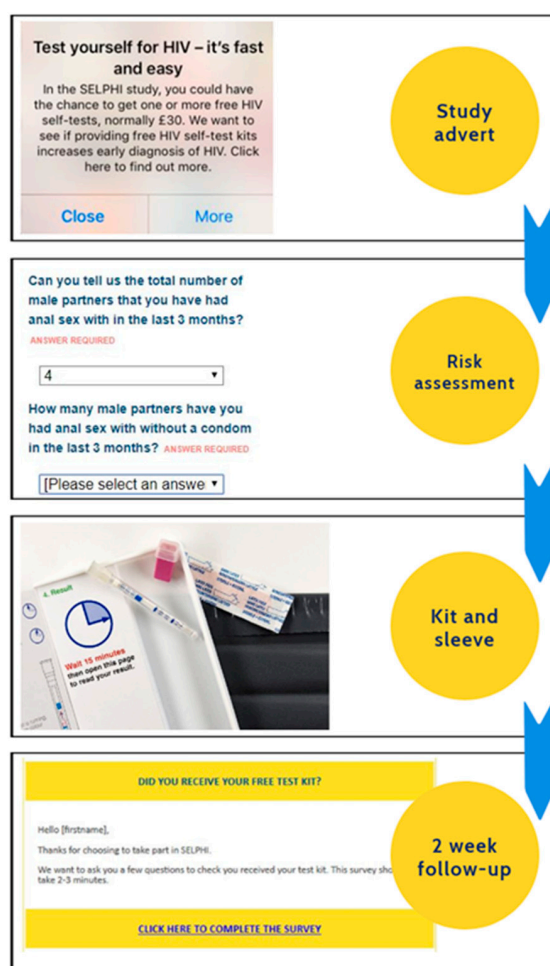 Test yourself for HIV – it's fast
and easy
In the SELPHI study, you could have
the chance to get one or more free HIV
self-tests, normally £30. We want to
see if providing free HIV self-test kits
increases early diagnosis of HIV. Click
here to find out more.
Close
More
Study
advert
Can you tell us the total number of
male partners that you have had
anal sex with in the last 3 months?
ANSWER REQUIRED
4
How many male partners have you
had anal sex with without a condom
in the last 3 months? ANSWER REQUIRED
[Please select an answe
Risk
assessment
4. Result
Wait 15 minutes
then open this page
to read your result.
Kit and
sleeve
DID YOU RECEIVE YOUR FREE TEST KIT?
Hello [firstname],
Thanks for choosing to take part in SELPHI.
We want to ask you a few questions to check you received your test kit. This survey sho
take 2-3 minutes.
CLICK HERE TO COMPLETE THE SURVEY
2 week
follow-up